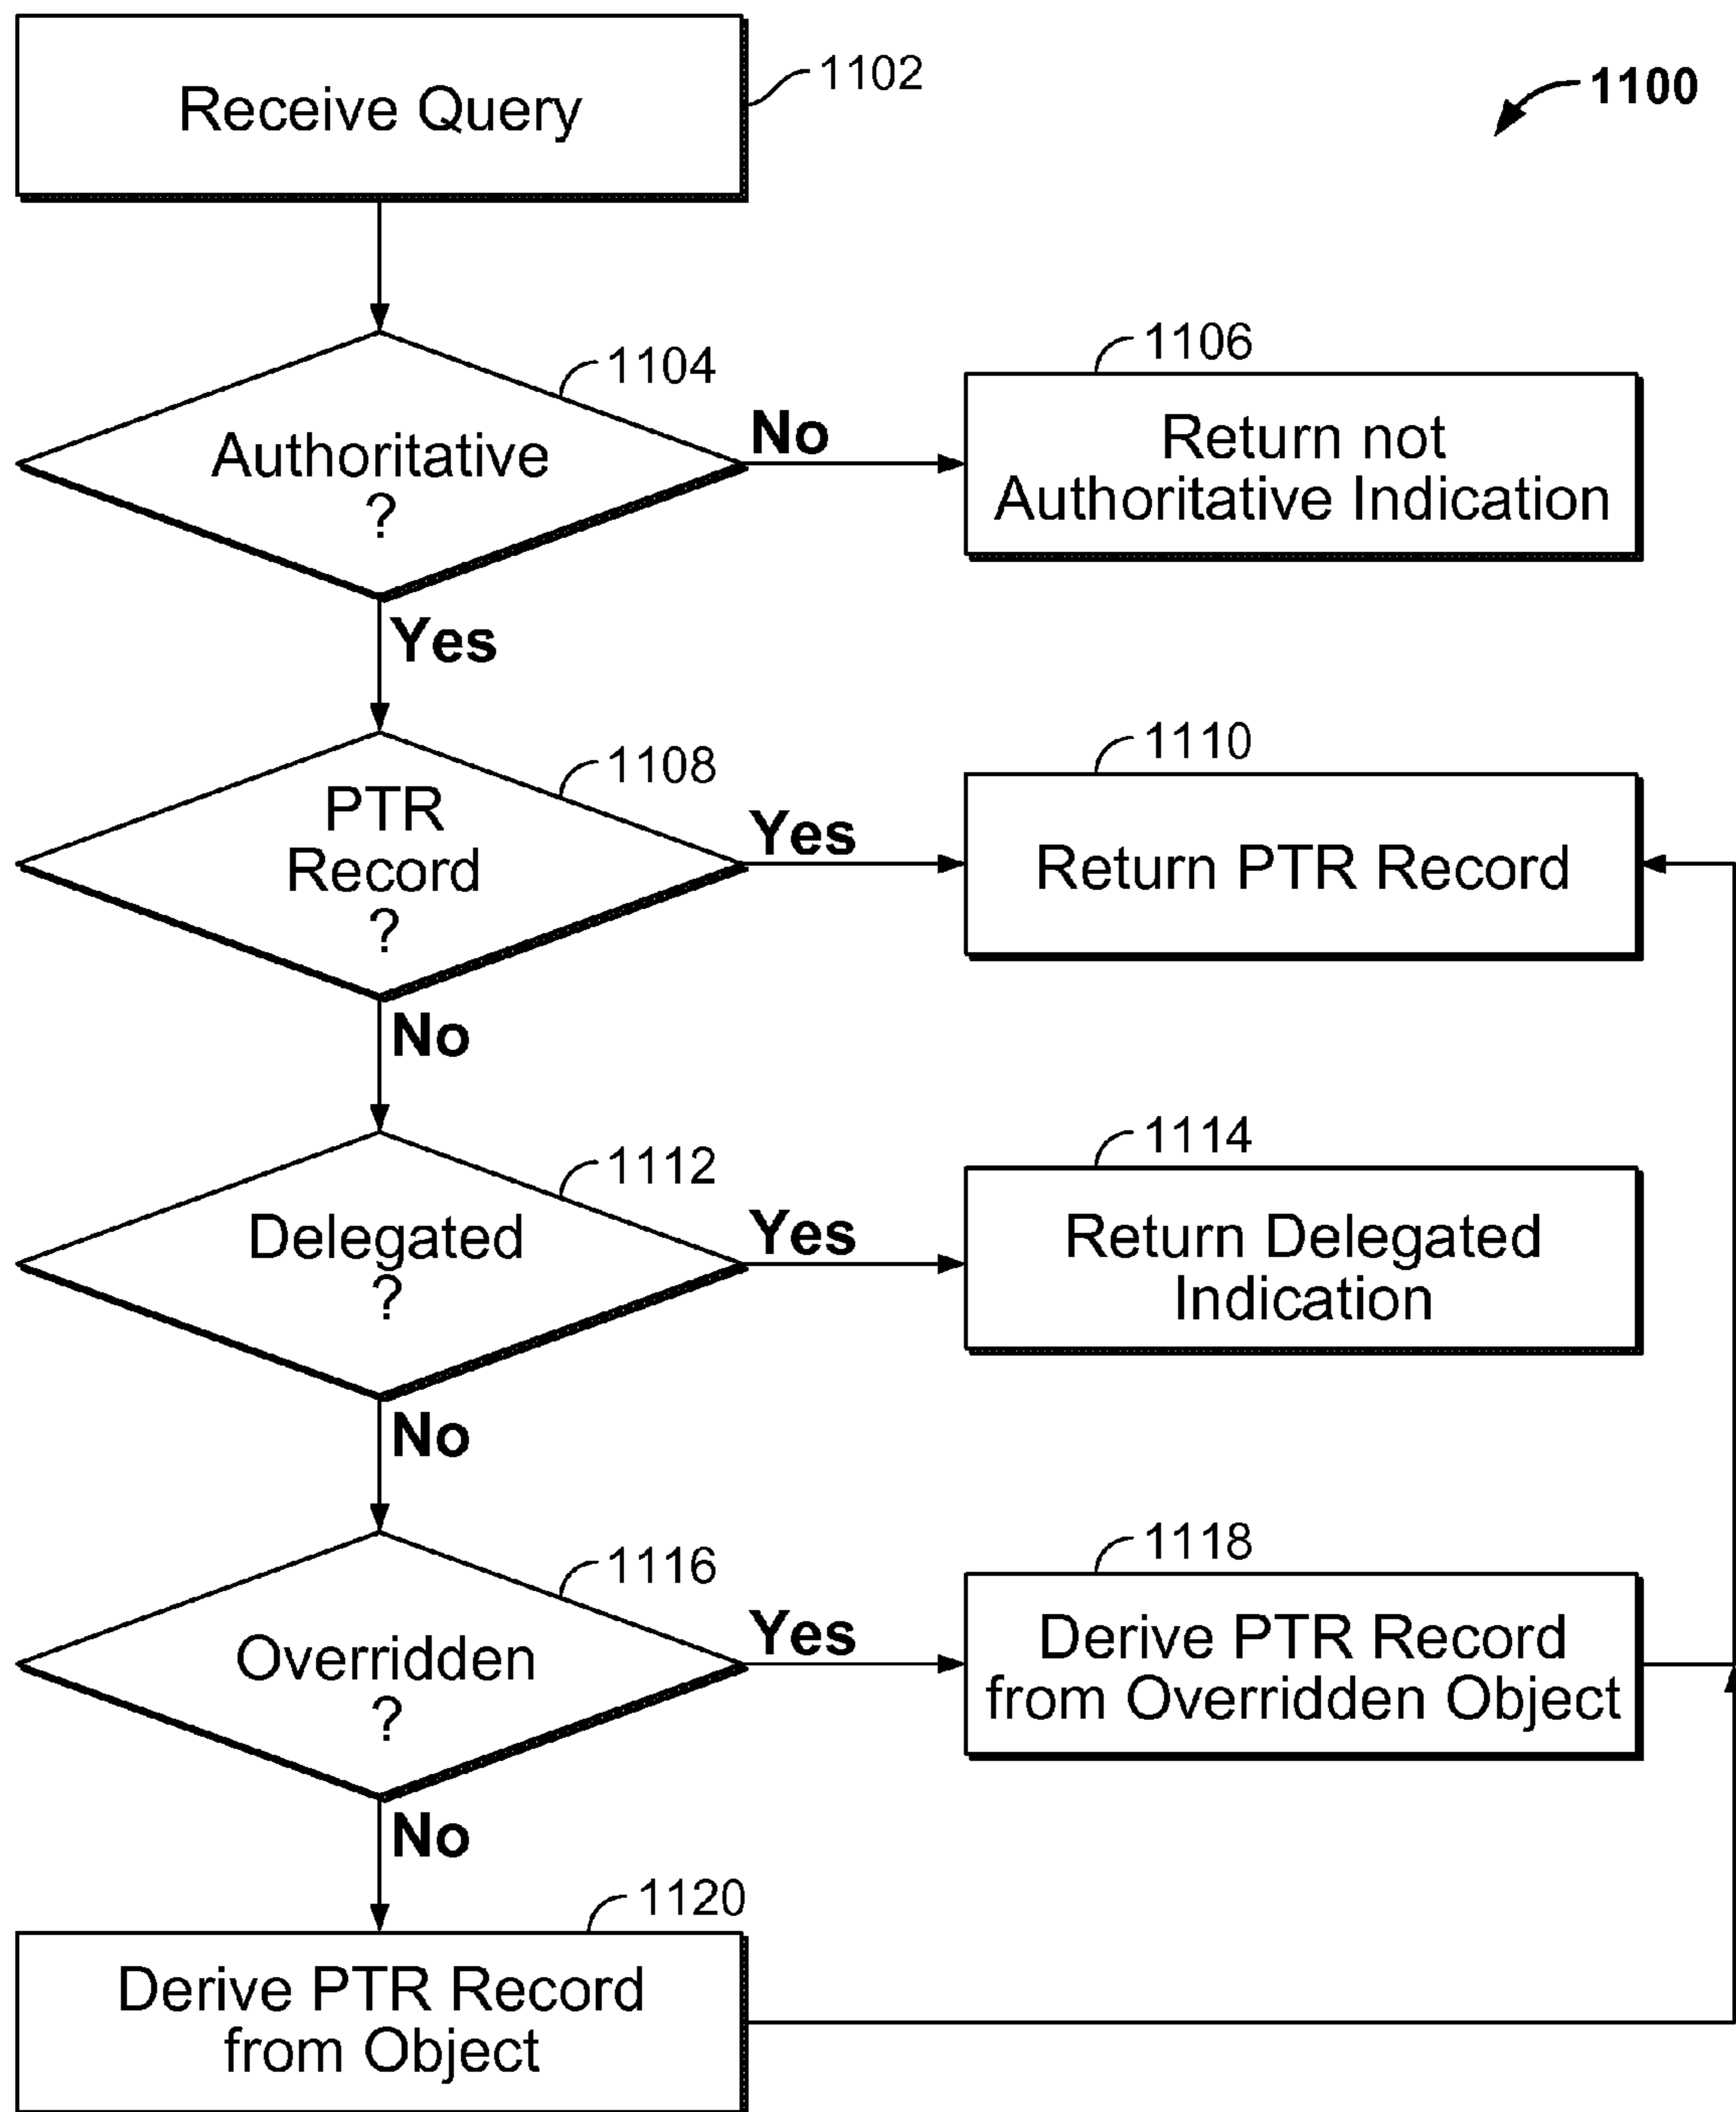 Receive Query
1102
1100
1104
Authoritative
?
No
1106
Return not
Authoritative Indication
Yes
1108
PTR
Record
?
Yes
1110
Return PTR Record
No
1112
Delegated
?
Yes
1114
Return Delegated
Indication
No
1116
Overridden
?
Yes
1118
Derive PTR Record
from Overridden Object
No
1120
Derive PTR Record
from Object